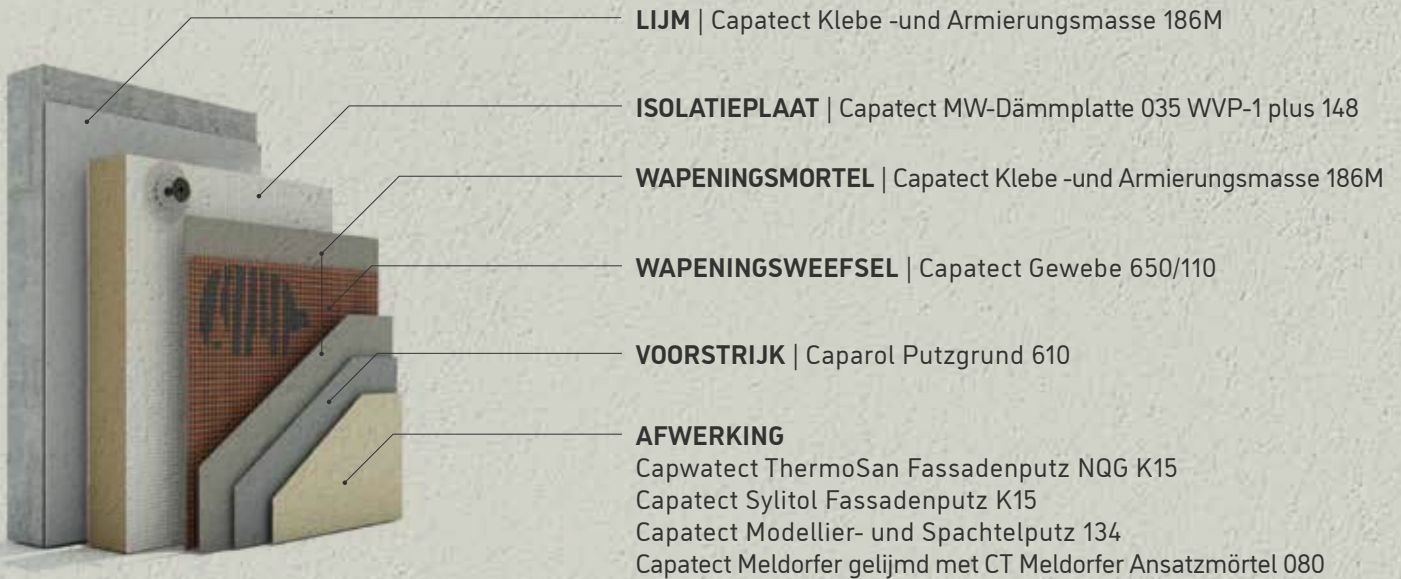 LIJM | Capatect Klebe -und Armierungsmasse 186M
ISOLATIEPLAAT | Capatect MW-Dämmplatte 035 WVP-1 plus 148
WAPENINGSMORTEL | Capatect Klebe -und Armierungsmasse 186M
WAPENINGSWEEFSEL | Capatect Gewebe 650/110
VOORSTRIJK | Caparol Putzgrund 610
AFWERKING
Capwatect ThermoSan Fassadenputz NQG K15
Capatect Sylitol Fassadenputz K15
Capatect Modellier- und Spachtelputz 134
Capatect Meldorfer gelijmd met CT Meldorfer Ansatzmörtel 080